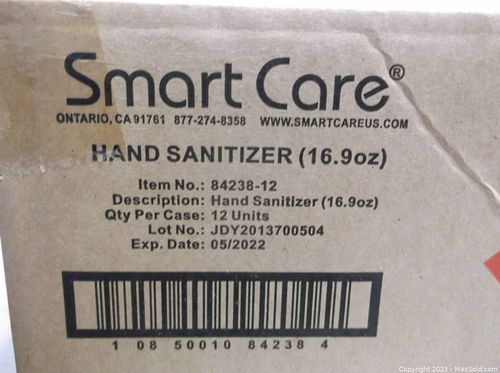 Smart Care®
ONTARIO, CA 91761 877-274-8358 WWW.SMARTCAREUS.COM
HAND SANITIZER (16.9oz)
Item No.: 84238-12
Description: Hand Sanitizer (16.9oz)
Qty Per Case: 12 Units
Lot No.: JDY2013700504
Exp. Date: 05/2022
1 08 50010 84238 4
Copyright 2023 - MaxSold.com